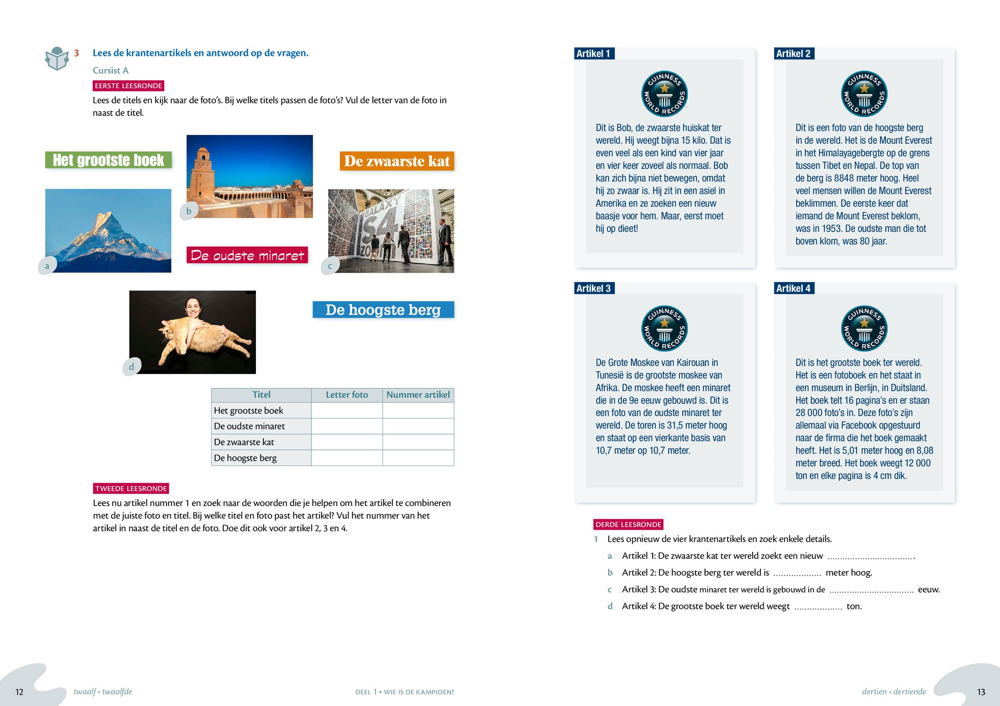 3 Lees de krantenartikels en antwoord op de vragen.
Cursist A
EERSTE LEESRONDE
Lees de titels en kijk naar de foto's. Bij welke titels passen de foto's? Vul de letter van de foto in
naast de titel.
Het grootste boek
De zwaarste kat
b
GALAXY
S4
ZOOM
De oudste minaret
a
c
De hoogste berg
d
Titel Letter foto Nummer artikel
Het grootste boek
De oudste minaret
De zwaarste kat
De hoogste berg
TWEEDE LEESRONDE
Lees nu artikel nummer 1 en zoek naar de woorden die je helpen om het artikel te combineren
met de juiste foto en titel. Bij welke titel en foto past het artikel? Vul het nummer van het
artikel in naast de titel en de foto. Doe dit ook voor artikel 2, 3 en 4.
12 twaalf • twaalfde DEEL 1 • WIE IS DE KAMPIOEN?
Artikel 1
GUINNESS
WORLD RECORDS
Dit is Bob, de zwaarste huiskat ter
wereld. Hij weegt bijna 15 kilo. Dat is
even veel als een kind van vier jaar
en vier keer zoveel als normaal. Bob
kan zich bijna niet bewegen, omdat
hij zo zwaar is. Hij zit in een asiel in
Amerika en ze zoeken een nieuw
baasje voor hem. Maar, eerst moet
hij op dieet!
Artikel 2
GUINNESS
WORLD RECORDS
Dit is een foto van de hoogste berg
in de wereld. Het is de Mount Everest
in het Himalayagebergte op de grens
tussen Tibet en Nepal. De top van
de berg is 8848 meter hoog. Heel
veel mensen willen de Mount Everest
beklimmen. De eerste keer dat
iemand de Mount Everest beklom,
was in 1953. De oudste man die tot
boven klom, was 80 jaar.
Artikel 3
GUINNESS
WORLD RECORDS
De Grote Moskee van Kairouan in
Tunesië is de grootste moskee van
Afrika. De moskee heeft een minaret
die in de 9e eeuw gebouwd is. Dit is
een foto van de oudste minaret ter
wereld. De toren is 31,5 meter hoog
en staat op een vierkante basis van
10,7 meter op 10,7 meter.
Artikel 4
GUINNESS
WORLD RECORDS
Dit is het grootste boek ter wereld.
Het is een fotoboek en het staat in
een museum in Berlijn, in Duitsland.
Het boek telt 16 pagina's en er staan
28 000 foto's in. Deze foto's zijn
allemaal via Facebook opgestuurd
naar de firma die het boek gemaakt
heeft. Het is 5,01 meter hoog en 8,08
meter breed. Het boek weegt 12 000
ton en elke pagina is 4 cm dik.
DERDE LEESRONDE
1 Lees opnieuw de vier krantenartikels en zoek enkele details.
a Artikel 1: De zwaarste kat ter wereld zoekt een nieuw .................................. .
b Artikel 2: De hoogste berg ter wereld is ................... meter hoog.
c Artikel 3: De oudste minaret ter wereld is gebouwd in de .................................. eeuw.
d Artikel 4: De grootste boek ter wereld weegt ................... ton.
dertien • dertiende 13